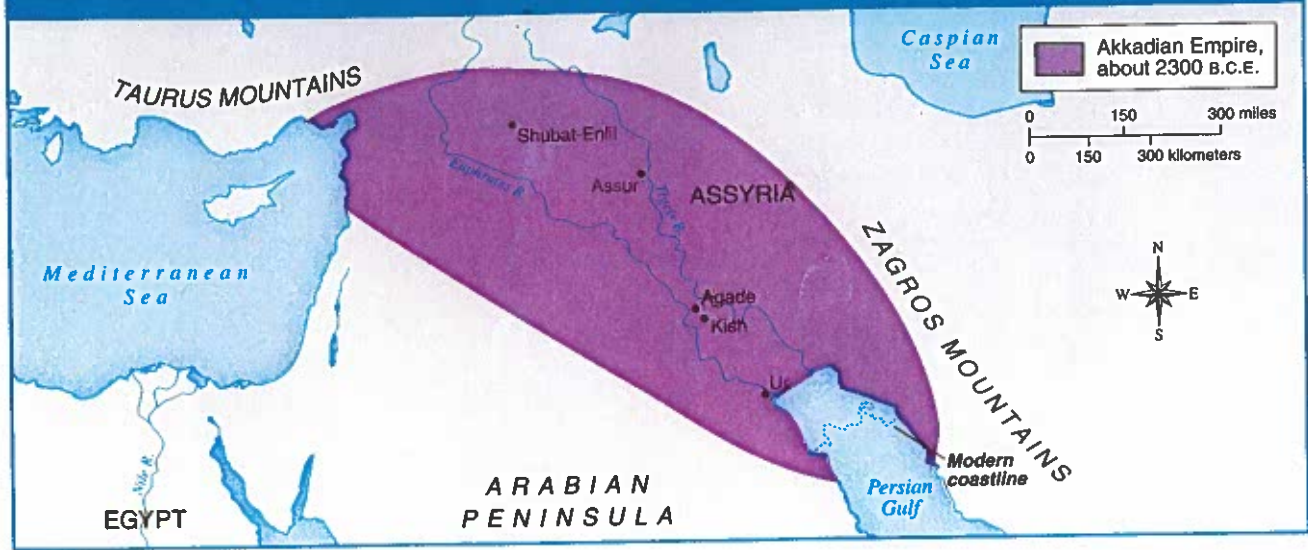 Caspian
Sea
Akkadian Empire,
about 2300 B.C.E.
0 150 300 miles
0 150 300 kilometers
TAURUS MOUNTAINS
Shubat-Enlil
Euphrates R.
Assur
Tigris R.
ASSYRIA
ZAGROS MOUNTAINS
Mediterranean
Sea
N
W E
S
Agade
Kish
Ur
Modern
coastline
Persian
Gulf
Nile R.
EGYPT
ARABIAN
PENINSULA